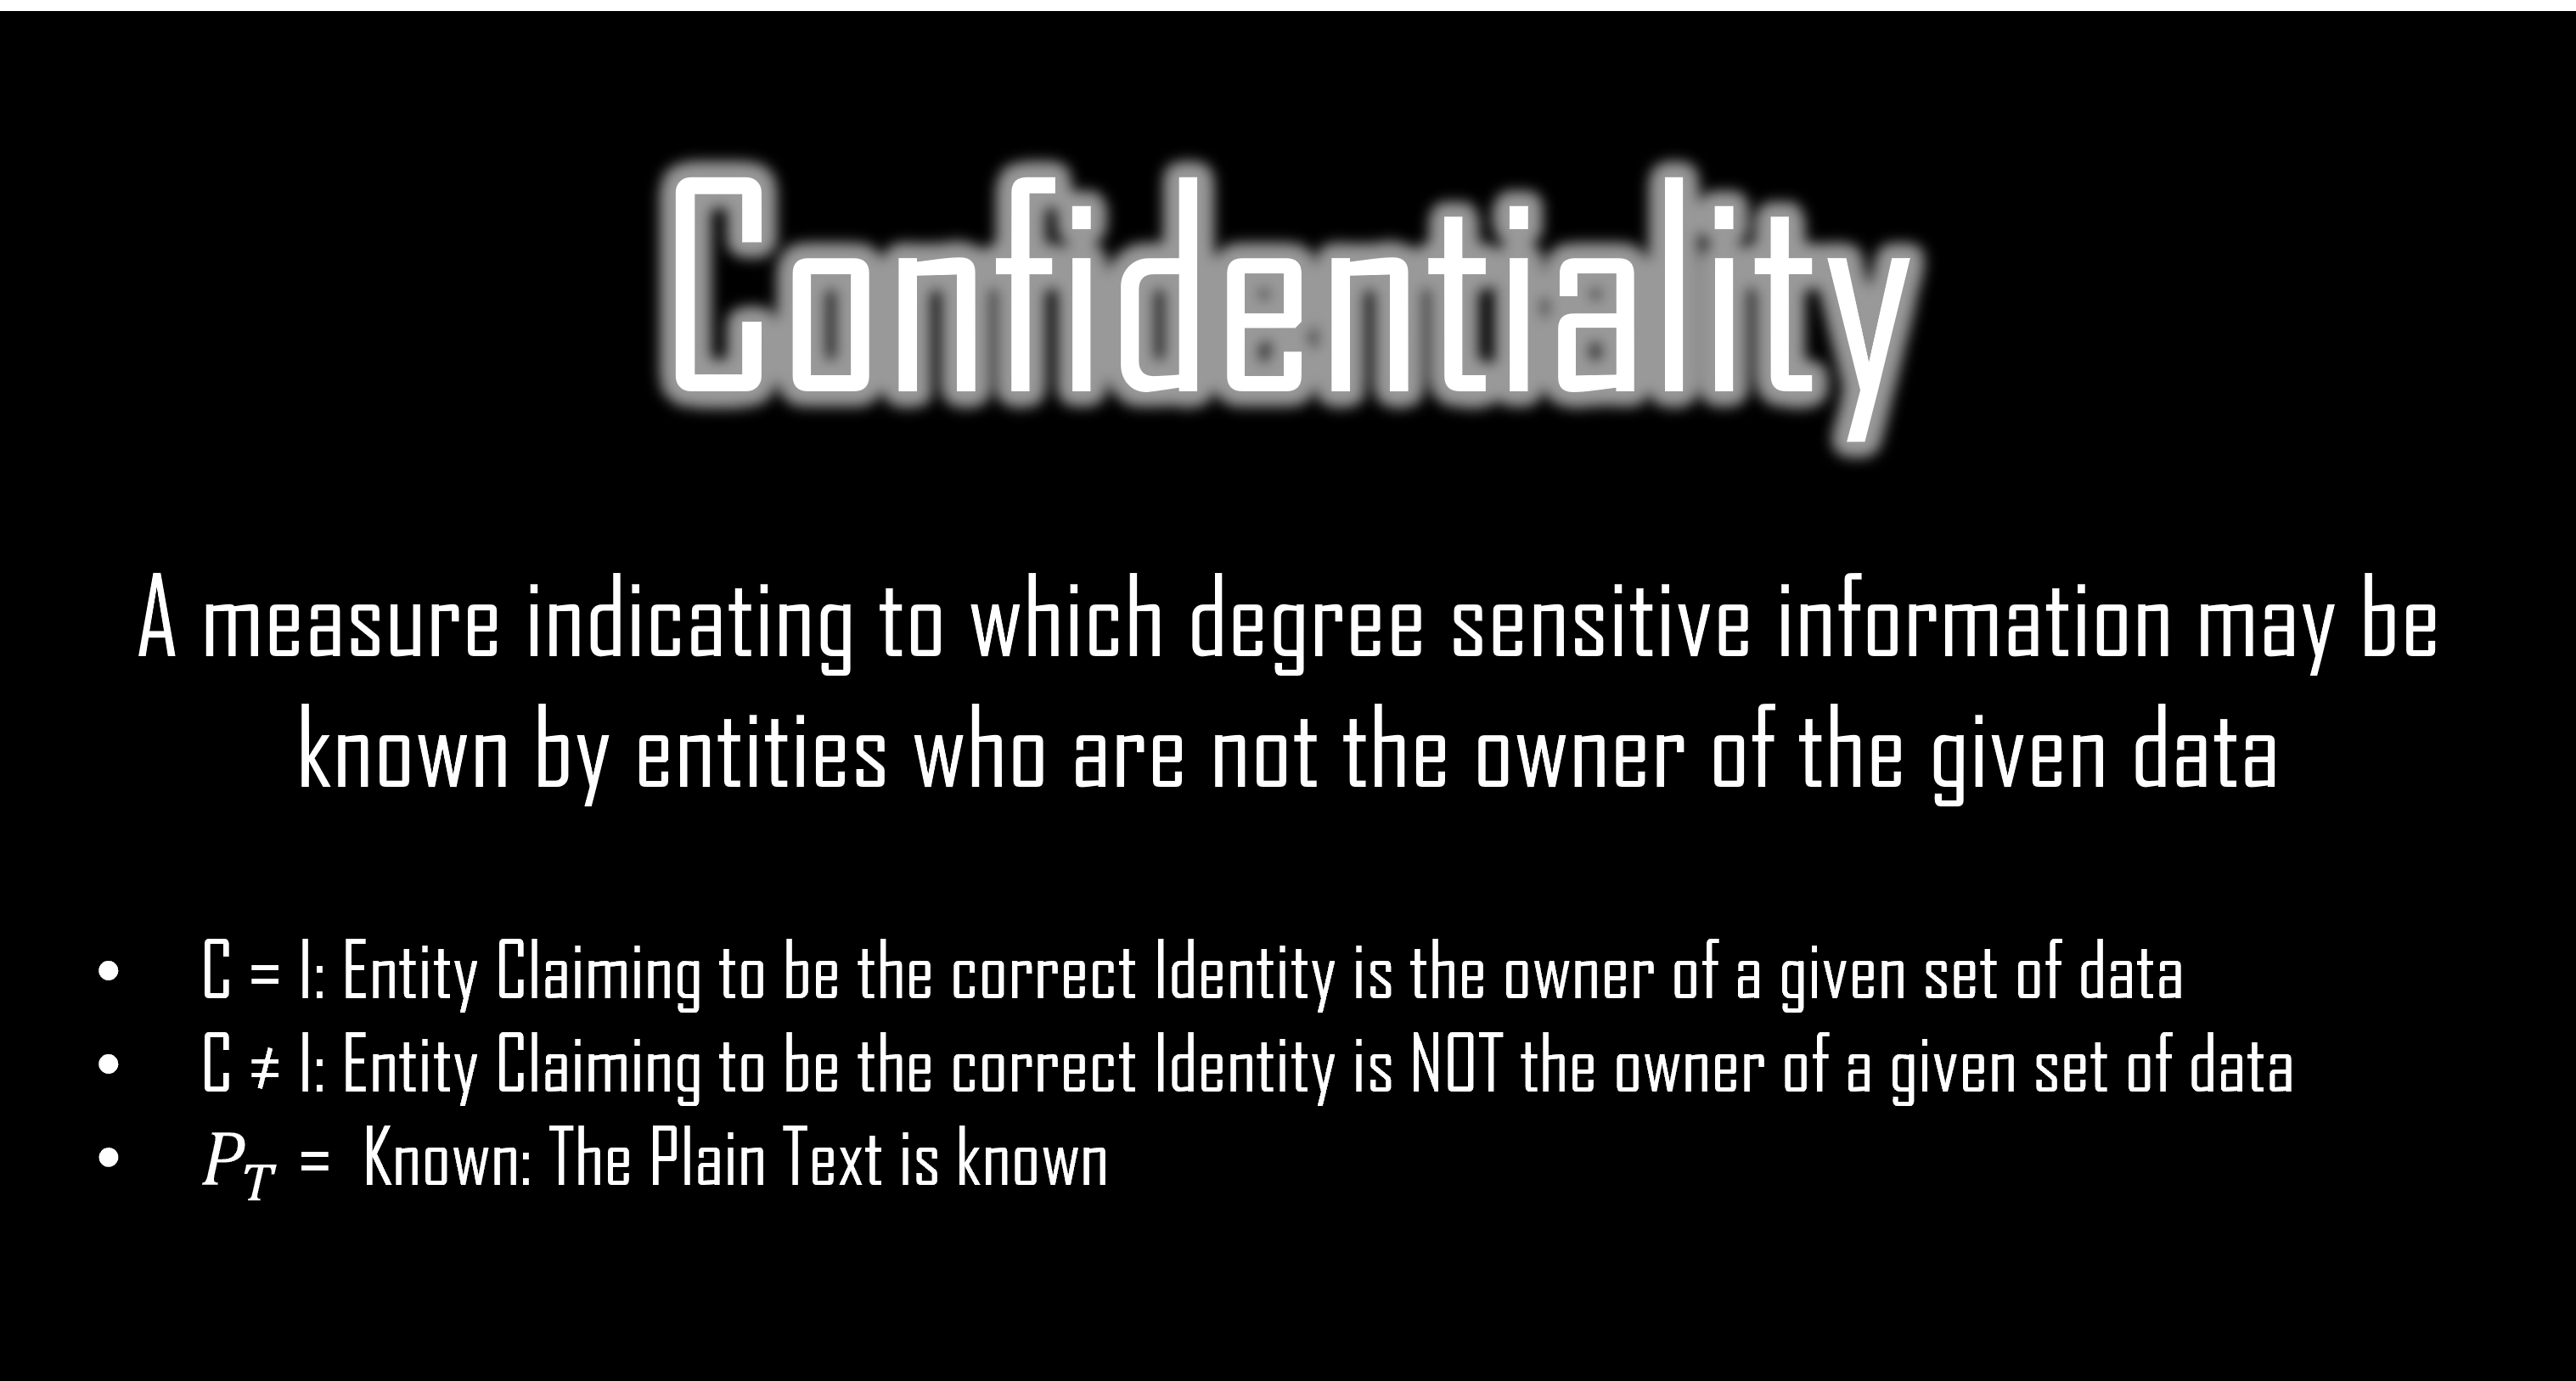 Confidentiality
A measure indicating to which degree sensitive information may be
known by entities who are not the owner of the given data
• C = I: Entity Claiming to be the correct Identity is the owner of a given set of data
• C ≠ I: Entity Claiming to be the correct Identity is NOT the owner of a given set of data
• P_T = Known: The Plain Text is known